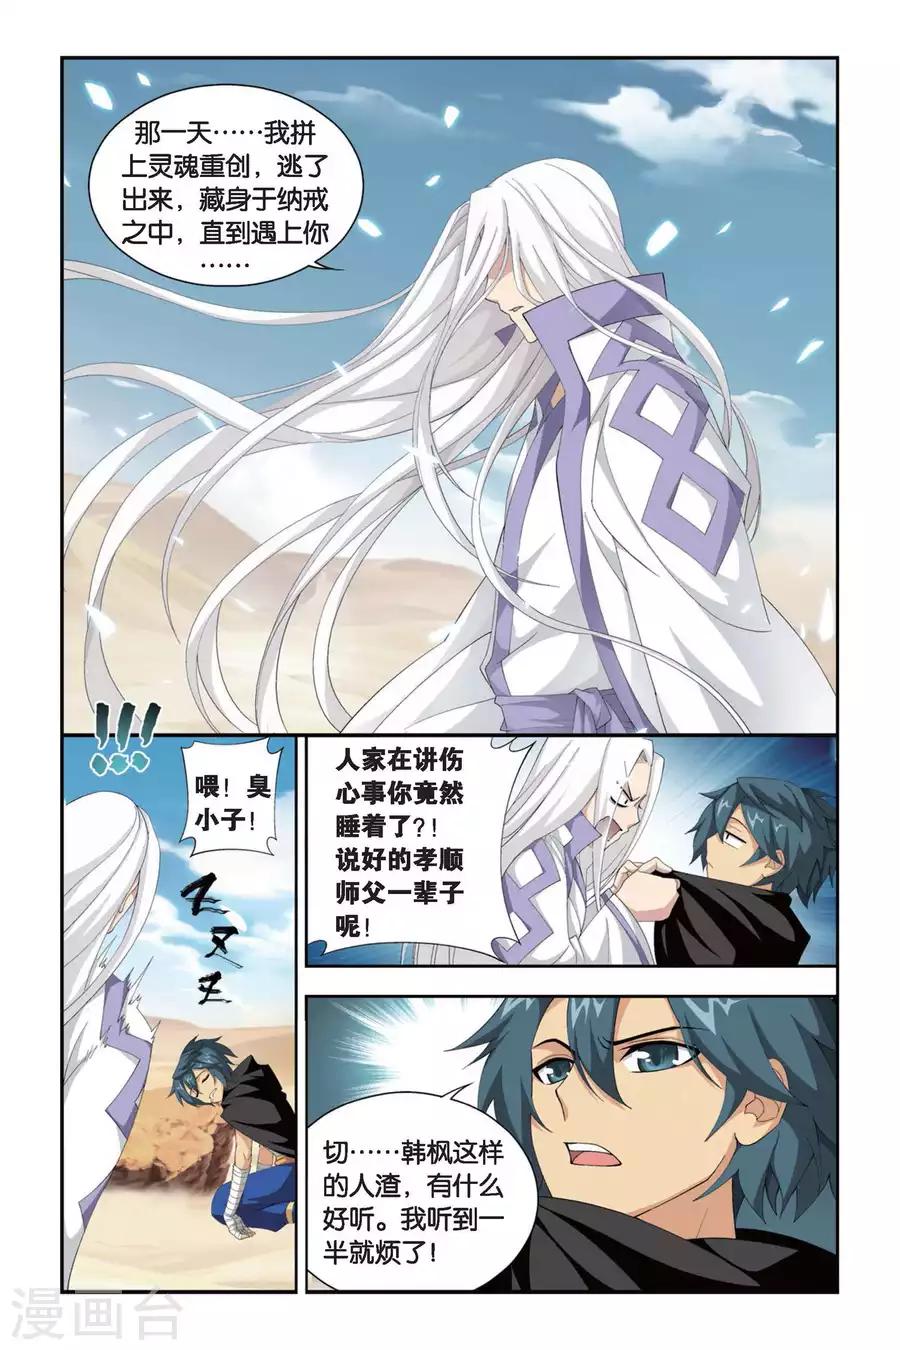 那一天……我拼
上灵魂重创，逃了
出来，藏身于纳戒
之中，直到遇上你
……
!!!
喂！臭
小子！
Z
Z
Z
人家在讲伤
心事你竟然
睡着了?！
说好的孝顺
师父一辈子
呢！
切……韩枫这样
的人渣，有什么
好听。我听到一
半就烦了！
漫画台